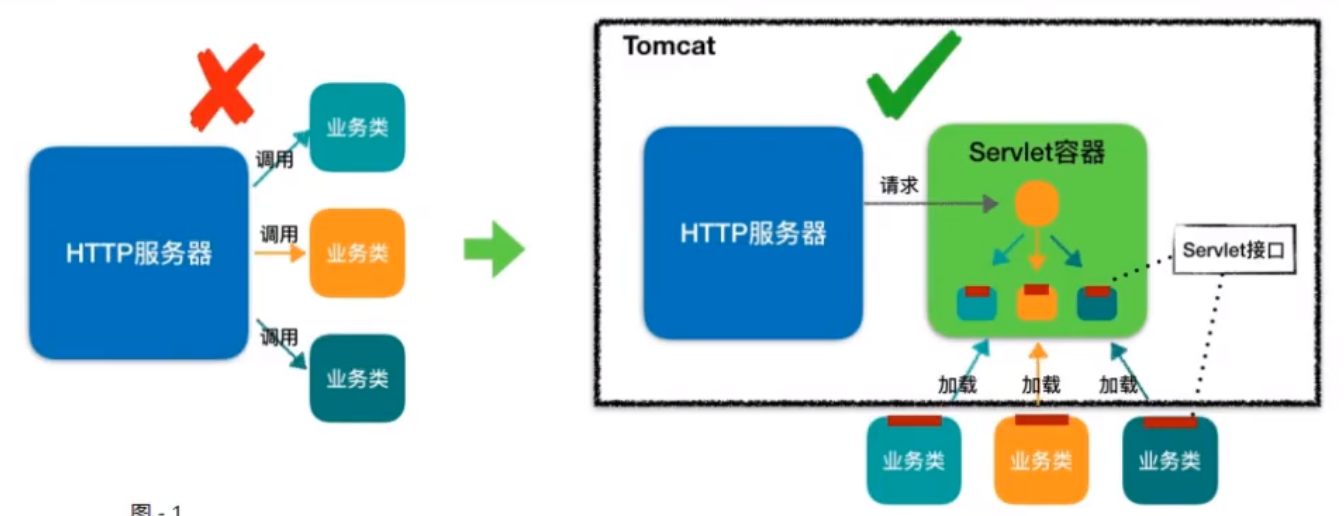 HTTP服务器
调用
业务类
调用
业务类
调用
业务类
Tomcat
HTTP服务器
请求
Servlet容器
Servlet接口
加载
加载
加载
业务类
业务类
业务类
图 - 1